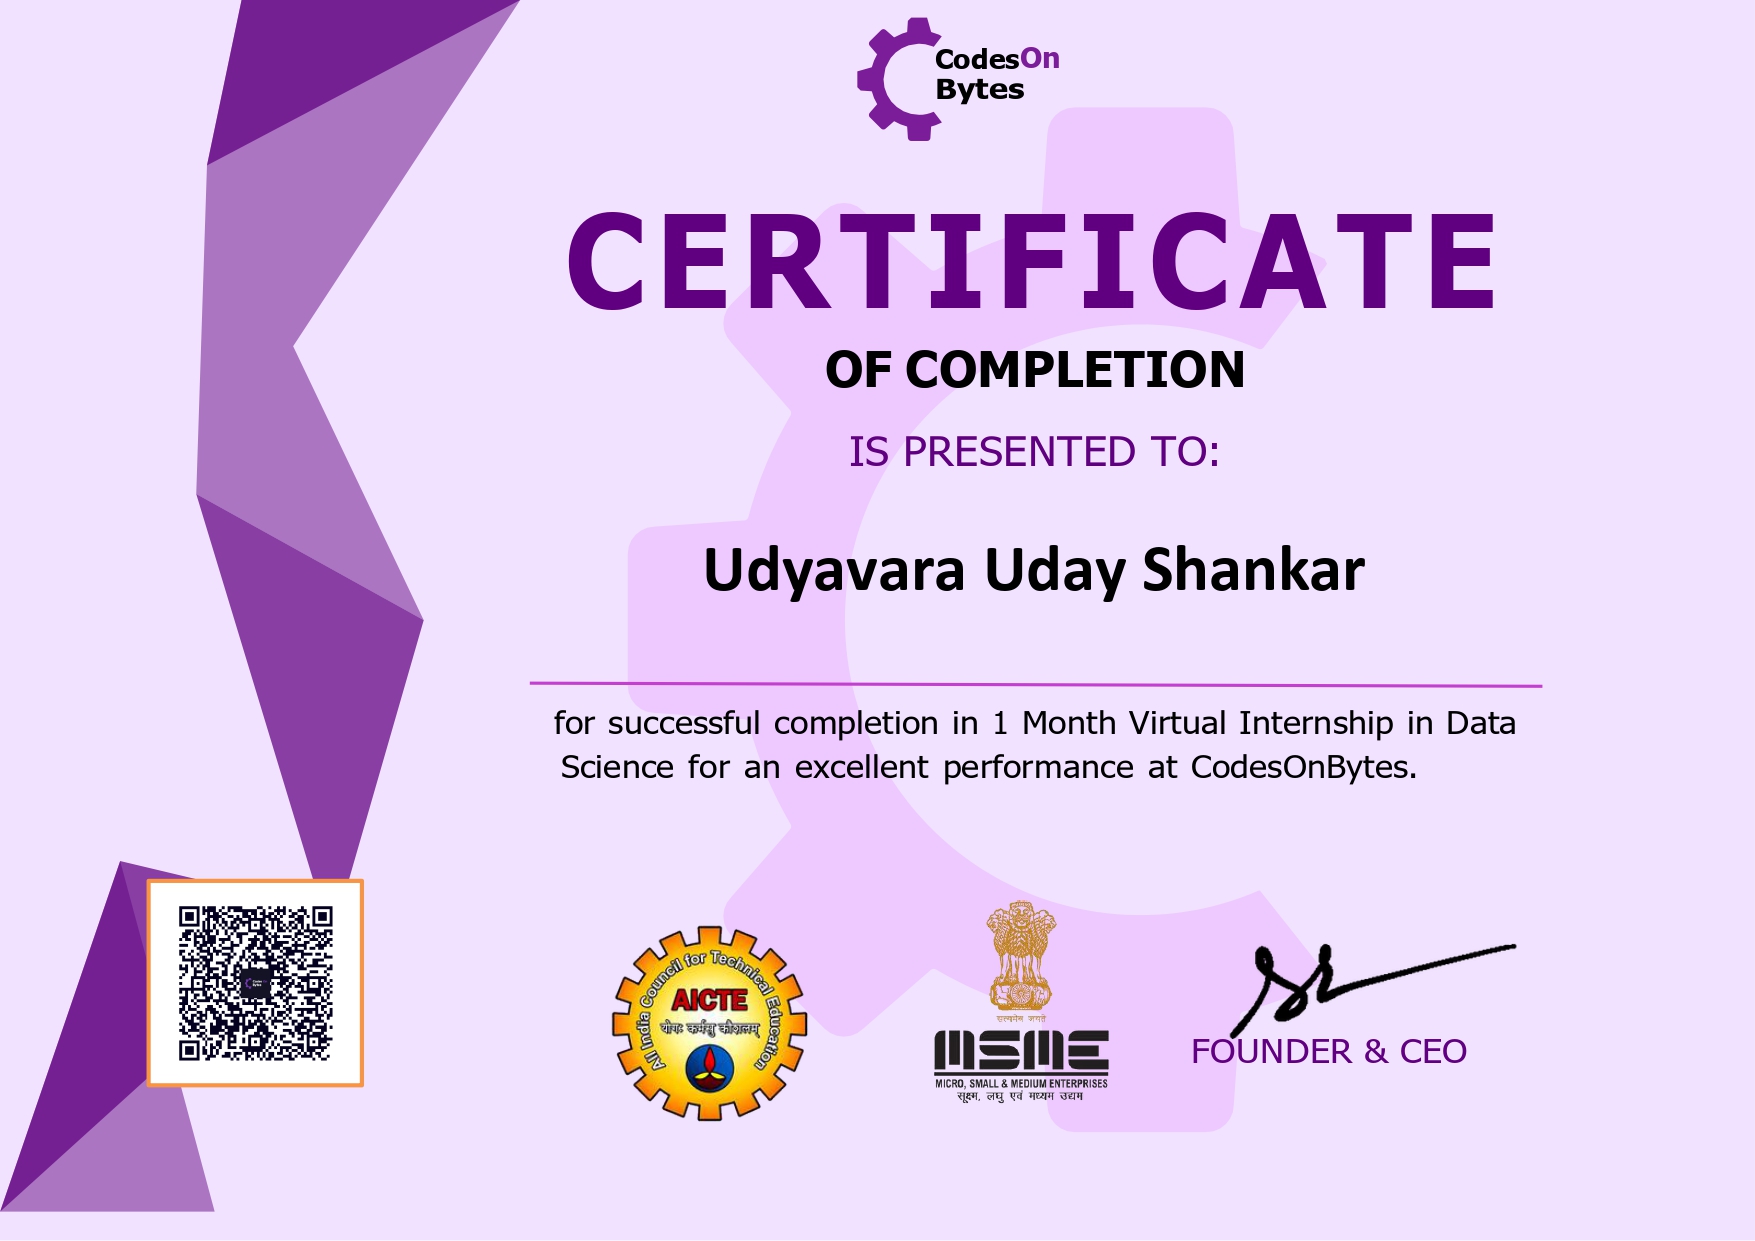 CodesOn
Bytes
CERTIFICATE
OF COMPLETION
IS PRESENTED TO:
Udyavara Uday Shankar
for successful completion in 1 Month Virtual Internship in Data
Science for an excellent performance at CodesOnBytes.
All India Council for Technical Education
AICTE
योगः कर्मसु कौशलम्
सत्यमेव जयते
MSME
MICRO, SMALL & MEDIUM ENTERPRISES
सूक्ष्म, लघु एवं मध्यम उद्यम
FOUNDER & CEO